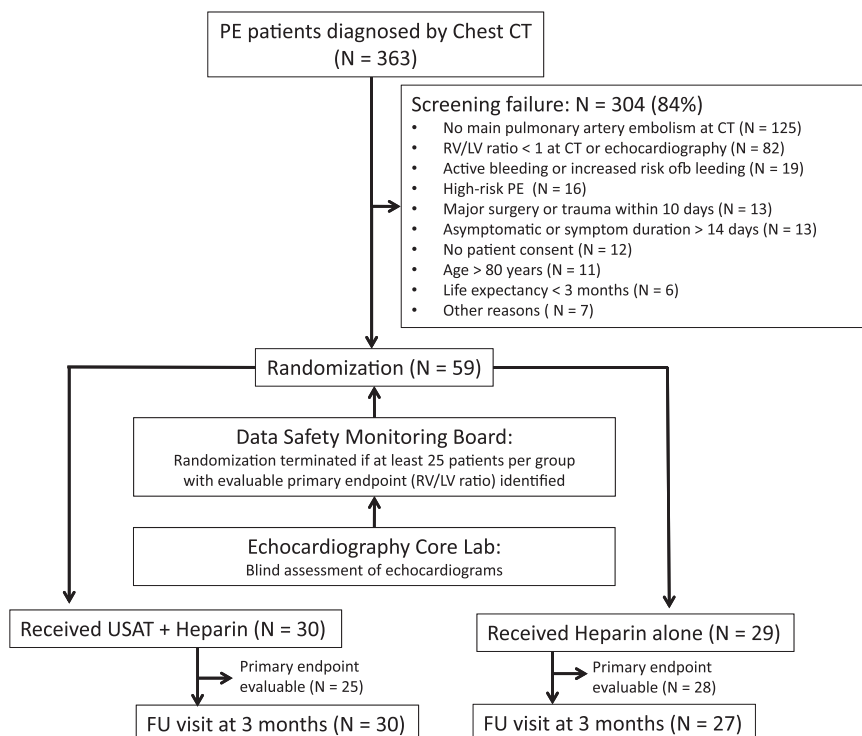 PE patients diagnosed by Chest CT
(N = 363)
Screening failure: N = 304 (84%)
• No main pulmonary artery embolism at CT (N = 125)
• RV/LV ratio < 1 at CT or echocardiography (N = 82)
• Active bleeding or increased risk ofb leeding (N = 19)
• High-risk PE (N = 16)
• Major surgery or trauma within 10 days (N = 13)
• Asymptomatic or symptom duration > 14 days (N = 13)
• No patient consent (N = 12)
• Age > 80 years (N = 11)
• Life expectancy < 3 months (N = 6)
• Other reasons ( N = 7)
Randomization (N = 59)
Data Safety Monitoring Board:
Randomization terminated if at least 25 patients per group
with evaluable primary endpoint (RV/LV ratio) identified
Echocardiography Core Lab:
Blind assessment of echocardiograms
Received USAT + Heparin (N = 30)
Received Heparin alone (N = 29)
Primary endpoint
evaluable (N = 25)
Primary endpoint
evaluable (N = 28)
FU visit at 3 months (N = 30)
FU visit at 3 months (N = 27)